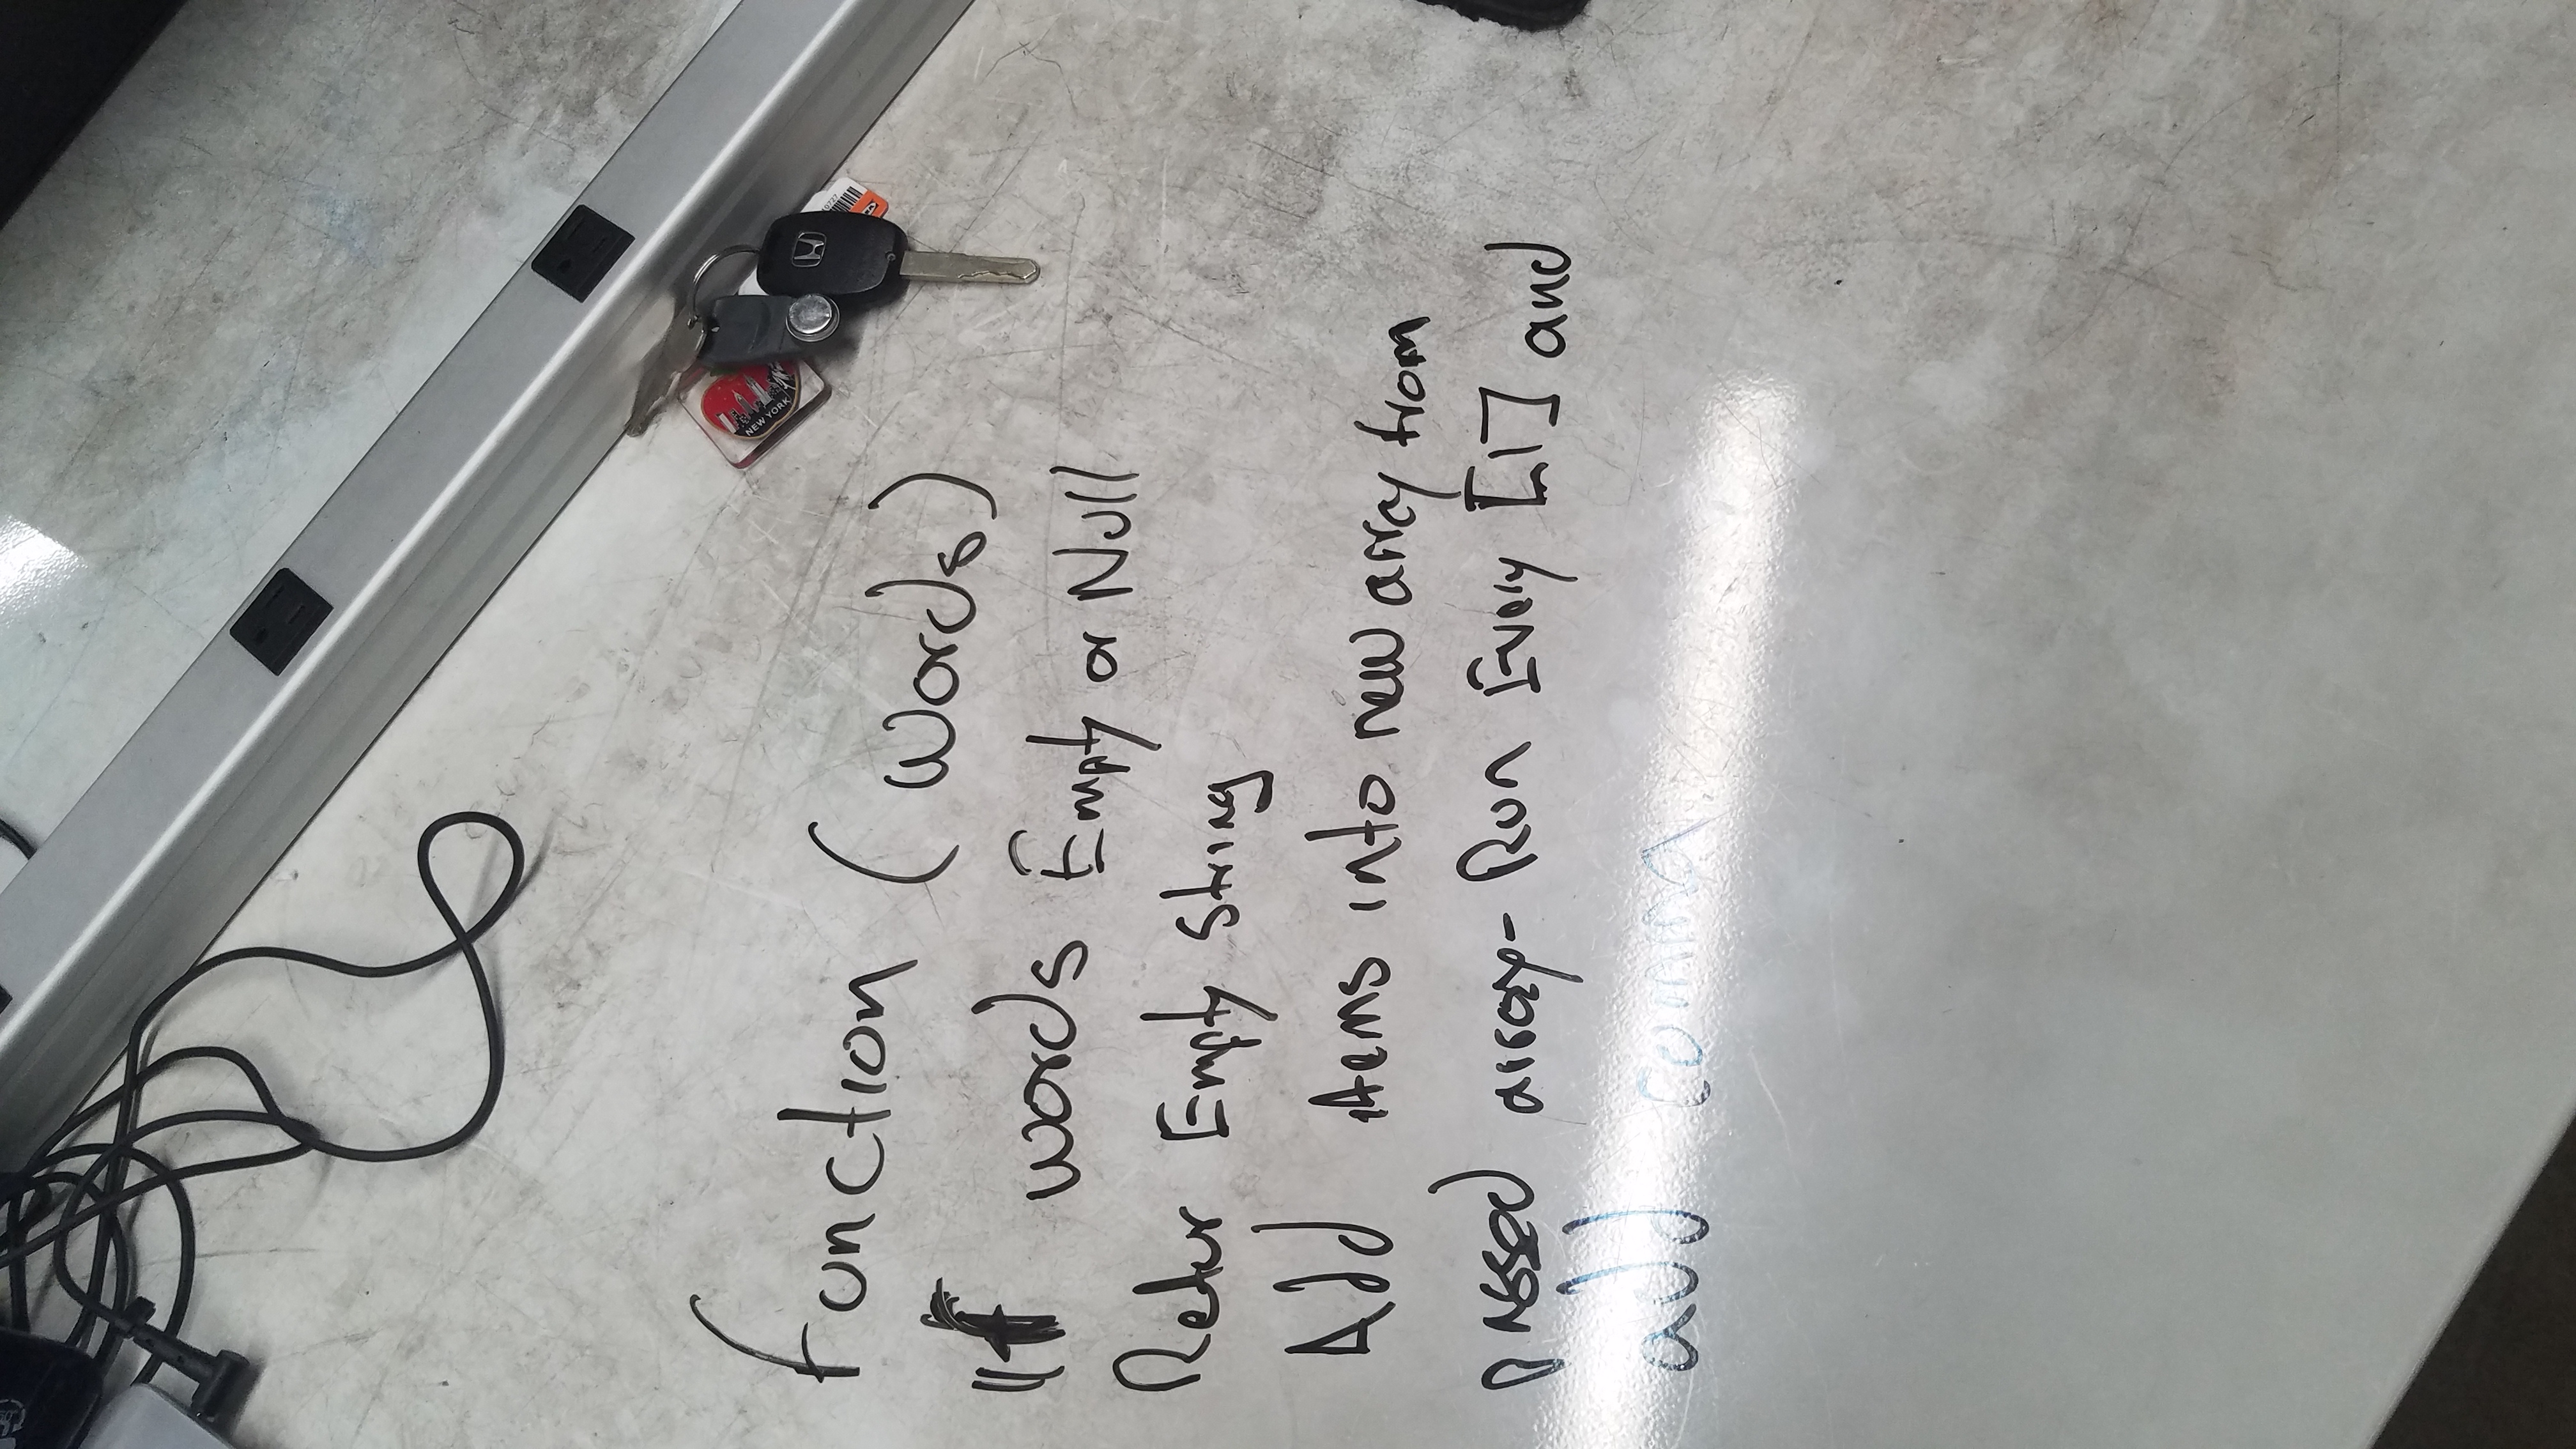 Function (Words)
If words Empty or Null
Retur Empty String
Add items into new array from
passed array- Run Every [1] and
add comma
NEW YORK